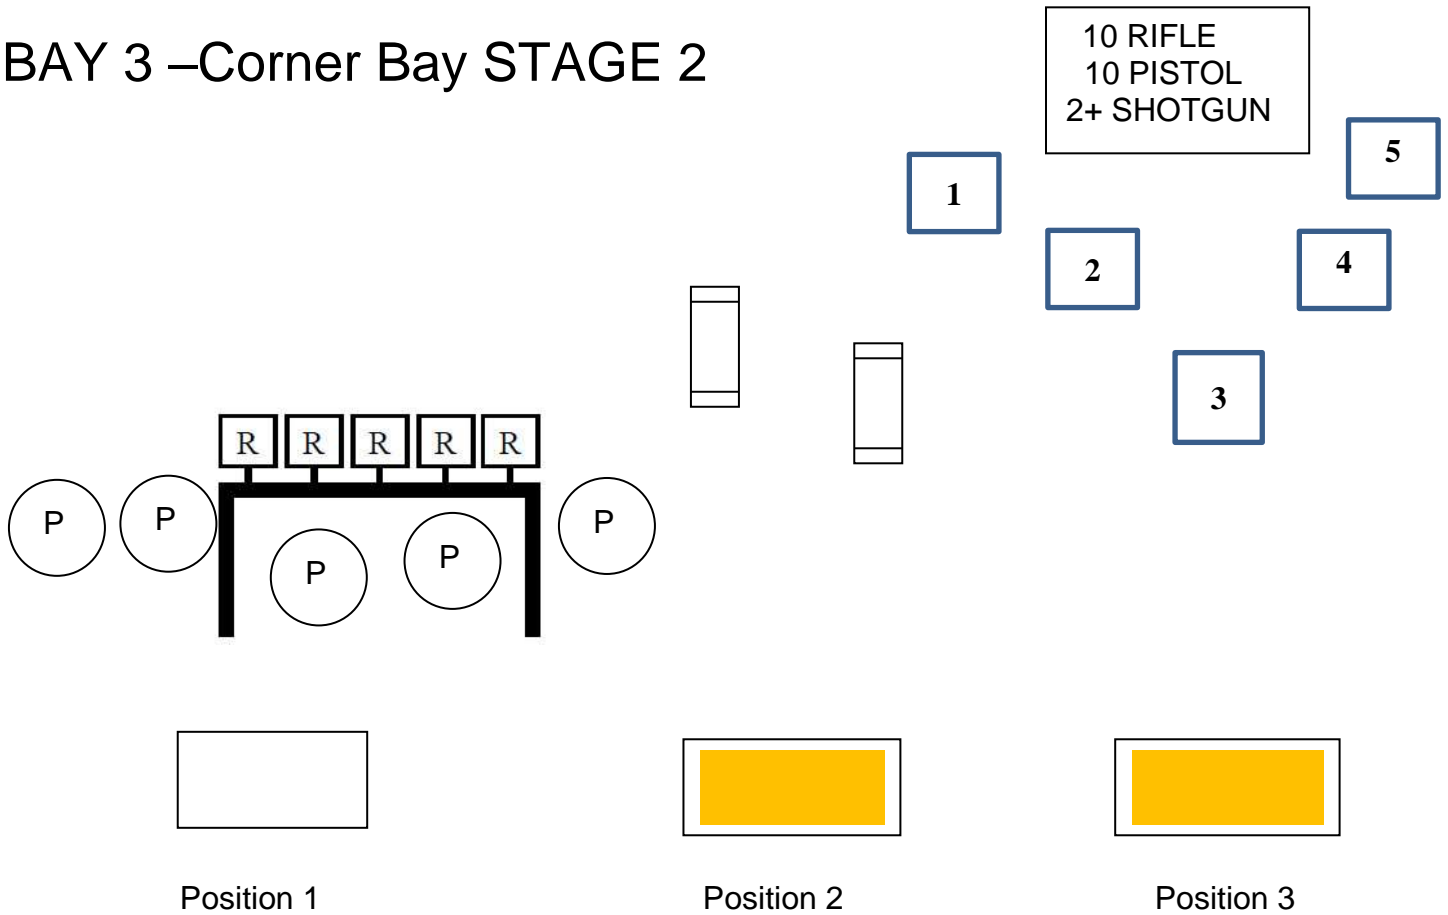 BAY 3 –Corner Bay STAGE 2
10 RIFLE
10 PISTOL
2+ SHOTGUN
1
5
2
4
3
R R R R R
P P P P P
Position 1 Position 2 Position 3